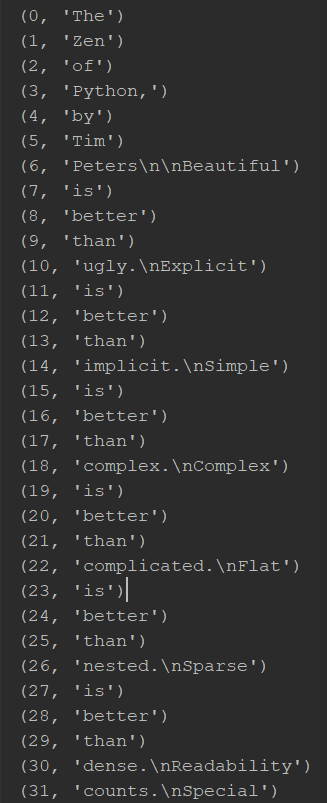 (0, 'The')
(1, 'Zen')
(2, 'of')
(3, 'Python,')
(4, 'by')
(5, 'Tim')
(6, 'Peters\n\nBeautiful')
(7, 'is')
(8, 'better')
(9, 'than')
(10, 'ugly.\nExplicit')
(11, 'is')
(12, 'better')
(13, 'than')
(14, 'implicit.\nSimple')
(15, 'is')
(16, 'better')
(17, 'than')
(18, 'complex.\nComplex')
(19, 'is')
(20, 'better')
(21, 'than')
(22, 'complicated.\nFlat')
(23, 'is')
(24, 'better')
(25, 'than')
(26, 'nested.\nSparse')
(27, 'is')
(28, 'better')
(29, 'than')
(30, 'dense.\nReadability')
(31, 'counts.\nSpecial')